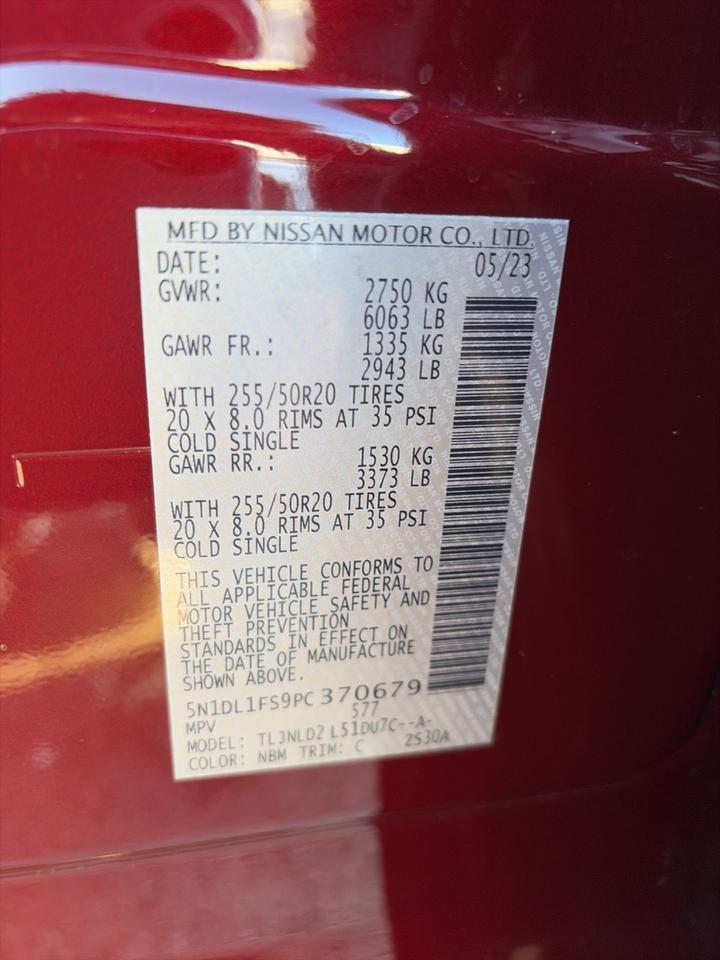 MFD BY NISSAN MOTOR CO., LTD.
DATE: 05/23
GVWR: 2750 KG
6063 LB
GAWR FR.: 1335 KG
2943 LB
WITH 255/50R20 TIRES
20 X 8.0 RIMS AT 35 PSI
COLD SINGLE
GAWR RR.: 1530 KG
3373 LB
WITH 255/50R20 TIRES
20 X 8.0 RIMS AT 35 PSI
COLD SINGLE
THIS VEHICLE CONFORMS TO
ALL APPLICABLE FEDERAL
MOTOR VEHICLE SAFETY AND
THEFT PREVENTION
STANDARDS IN EFFECT ON
THE DATE OF MANUFACTURE
SHOWN ABOVE.
5N1DL1FS9PC370679
MPV 577
MODEL: TLJNLD2 L51DU7C--A-
COLOR: NBM TRIM: C ZS30A